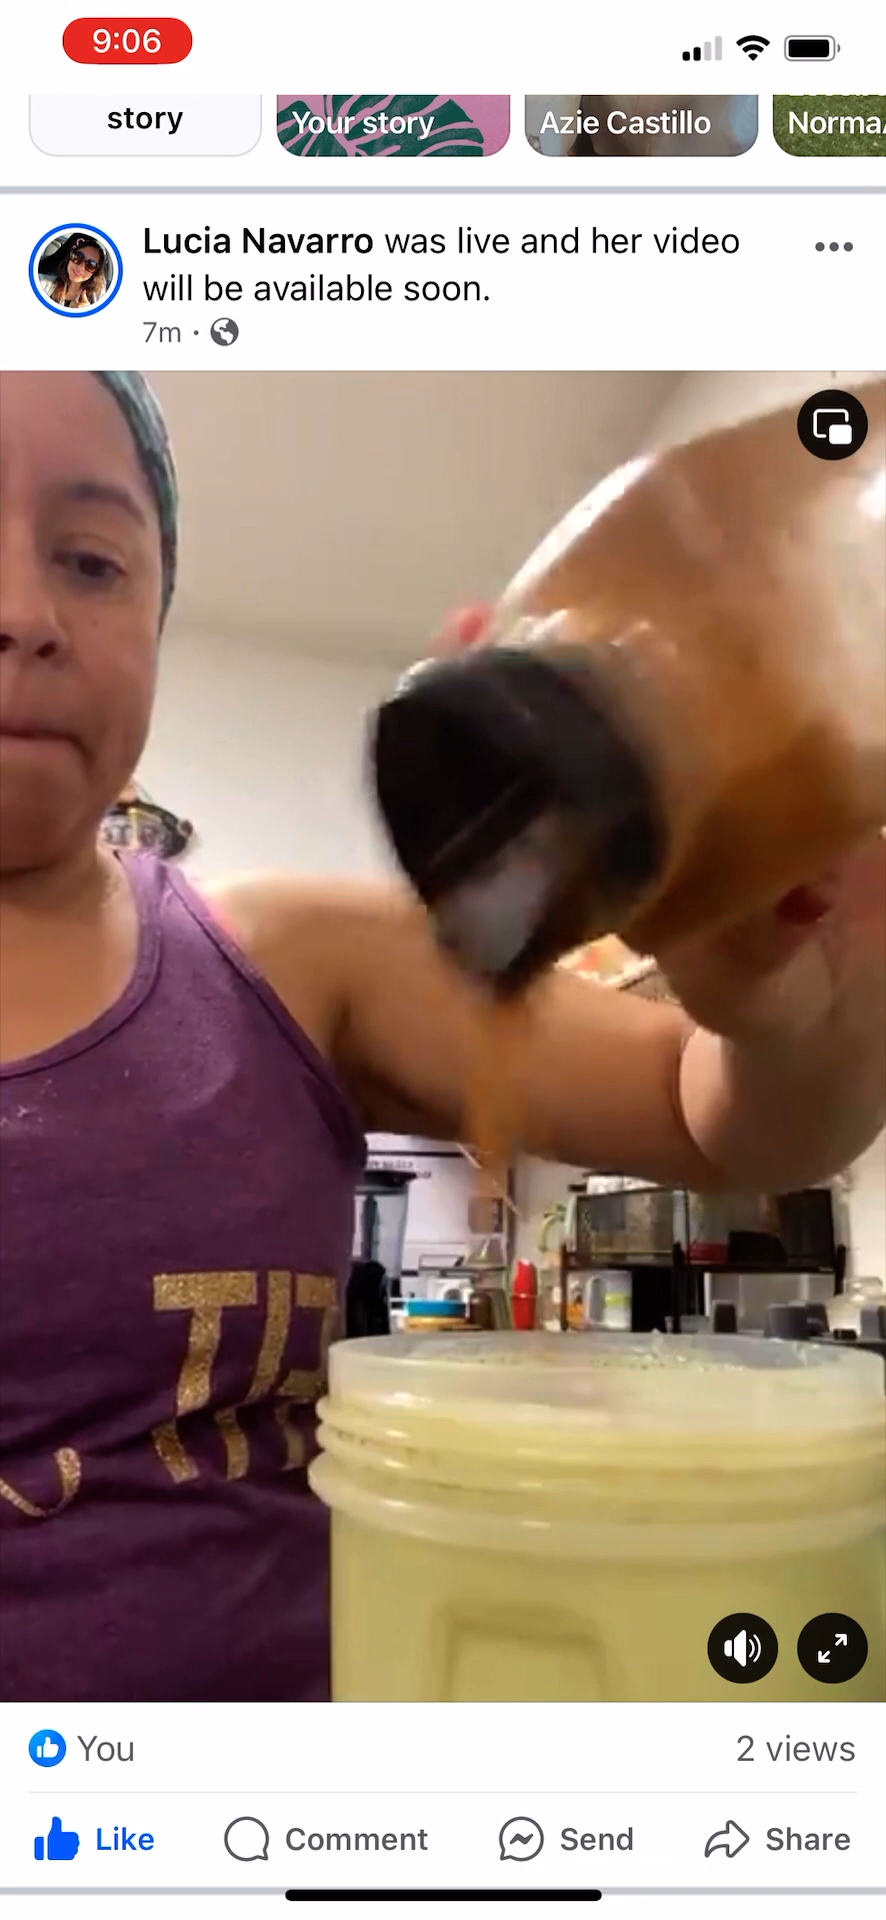 9:06
story
Your story
Azie Castillo
Norma
Lucia Navarro was live and her video
will be available soon.
7m ·
You
2 views
Like
Comment
Send
Share